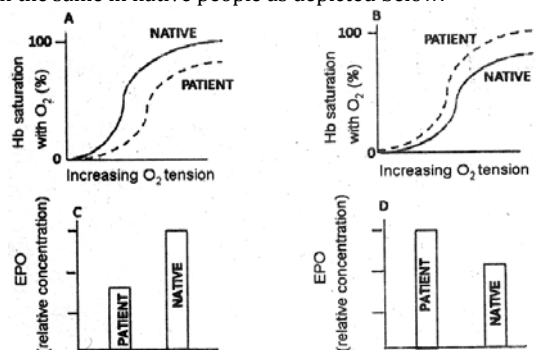 the same in native people as depicted below.
A
NATIVE
100
PATIENT
Hb saturation
with O2 (%)
0
Increasing O2 tension
B
100
PATIENT
NATIVE
Hb saturation
with O2 (%)
0
Increasing O2 tension
C
EPO
(relative concentration)
PATIENT
NATIVE
D
EPO
(relative concentration)
PATIENT
NATIVE